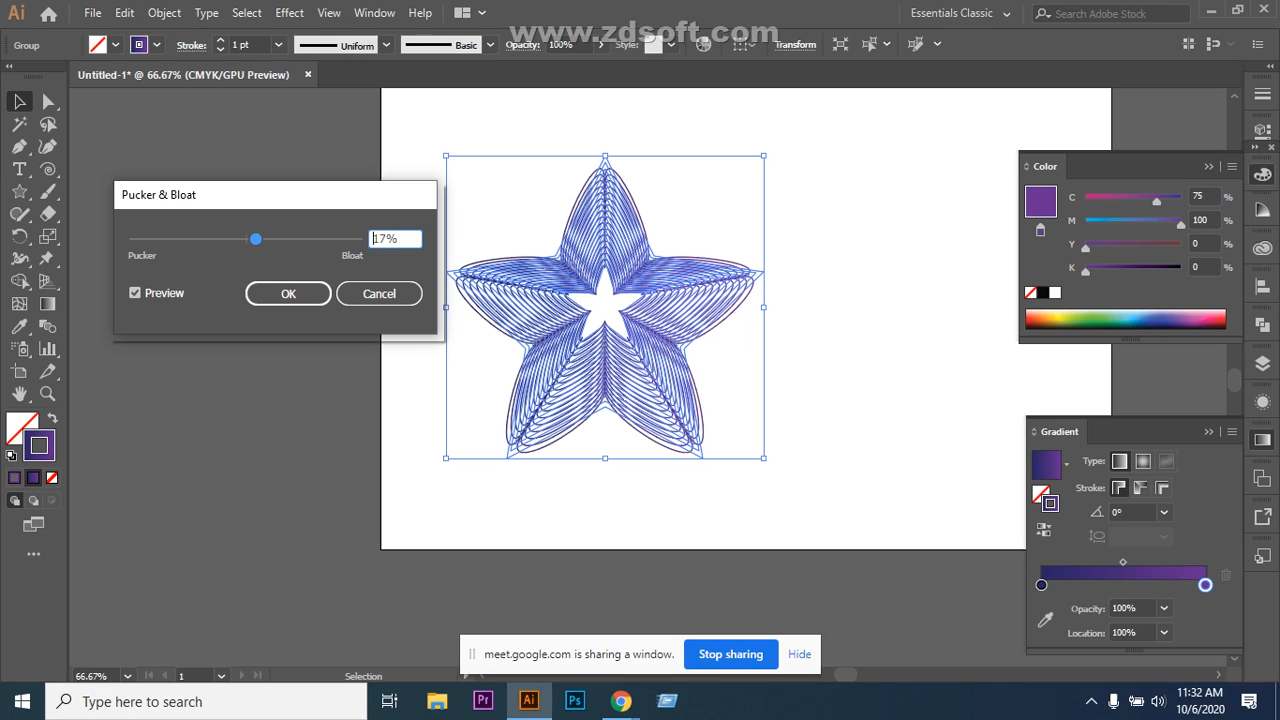 Ai File Edit Object Type Select Effect View Window Help Essentials Classic Search Adobe Stock
www.zdsoft.com
Group Stroke: 1 pt Uniform Basic Opacity: 100% Style: Transform
Untitled-1* @ 66.67% (CMYK/GPU Preview)
Pucker & Bloat
17%
Pucker Bloat
Preview OK Cancel
Color
C 75 %
M 100 %
Y 0 %
K 0 %
Gradient
Type:
Stroke:
0°
Opacity: 100%
Location: 100%
meet.google.com is sharing a window. Stop sharing Hide
66.67% 1 Selection
Type here to search Pr Ai Ps
11:32 AM
10/6/2020